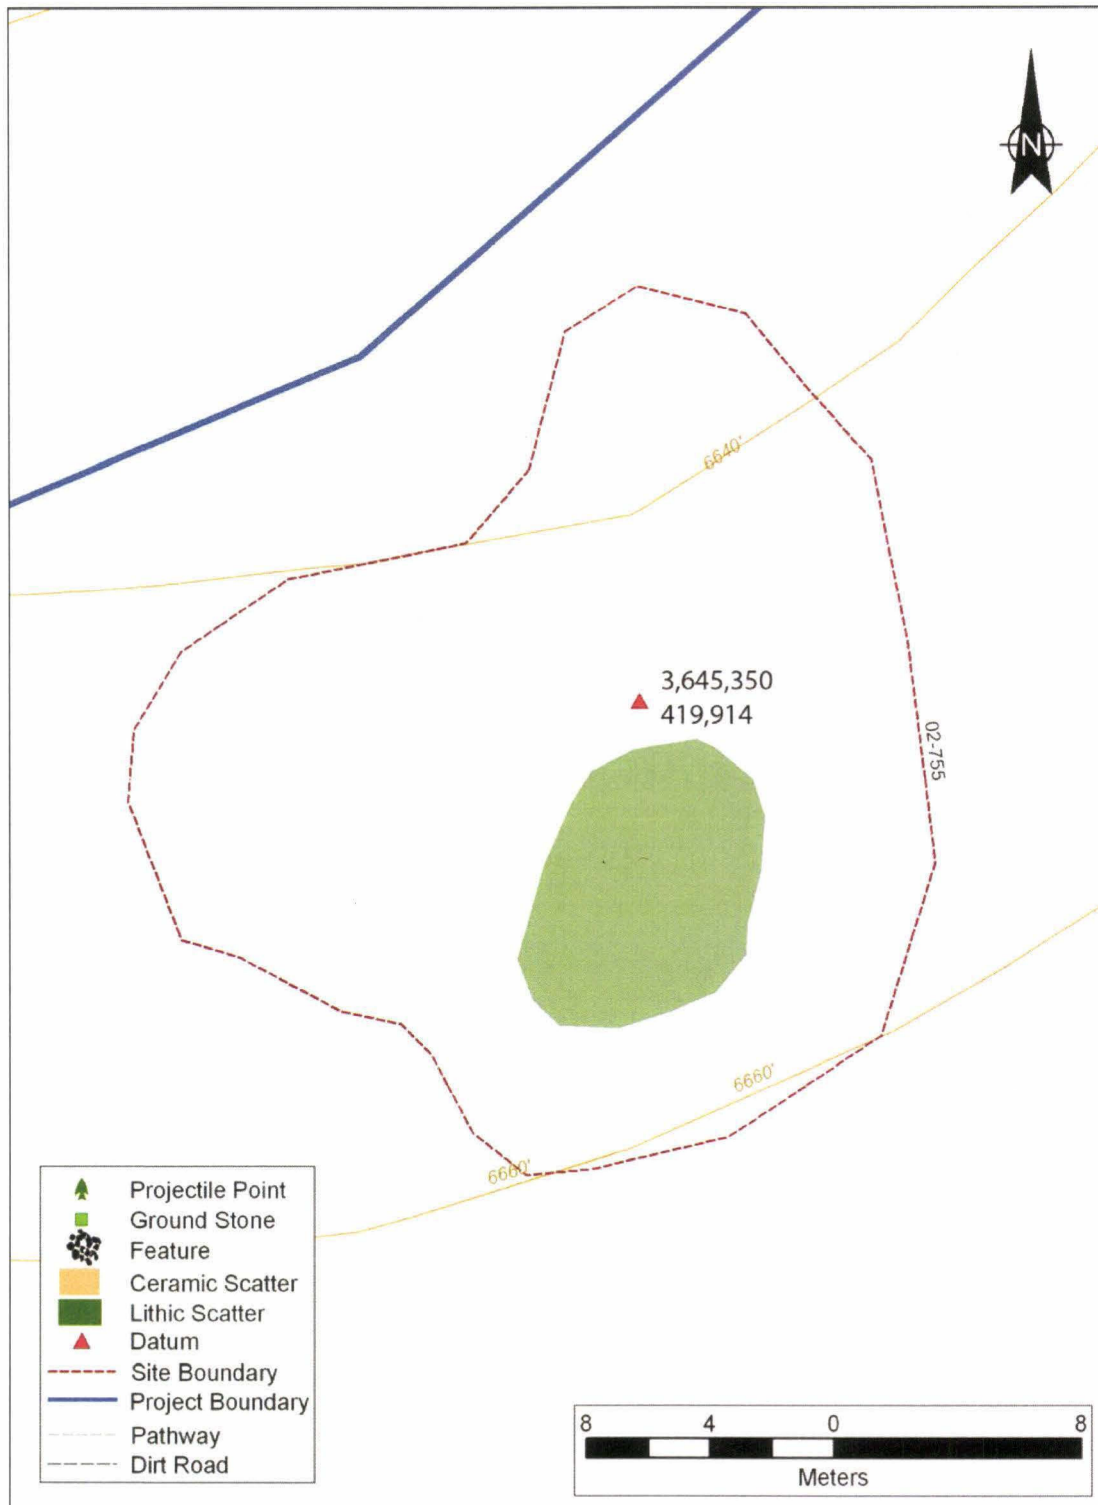 N
6640'
3,645,350
419,914
02-755
6660'
6660'
Projectile Point
Ground Stone
Feature
Ceramic Scatter
Lithic Scatter
Datum
Site Boundary
Project Boundary
Pathway
Dirt Road
8 4 0 8
Meters